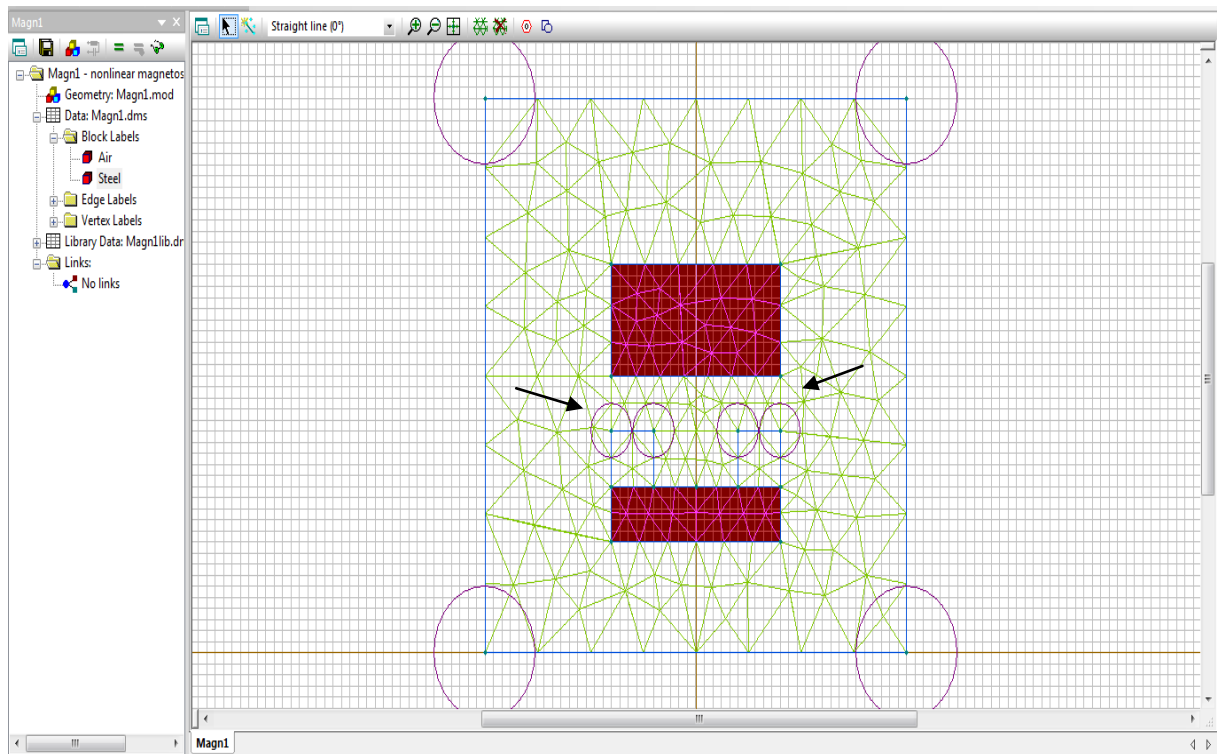 Magn1
Straight line (0°)
Magn1 - nonlinear magnetos
Geometry: Magn1.mod
Data: Magn1.dms
Block Labels
Air
Steel
Edge Labels
Vertex Labels
Library Data: Magn1lib.dr
Links:
No links
Magn1